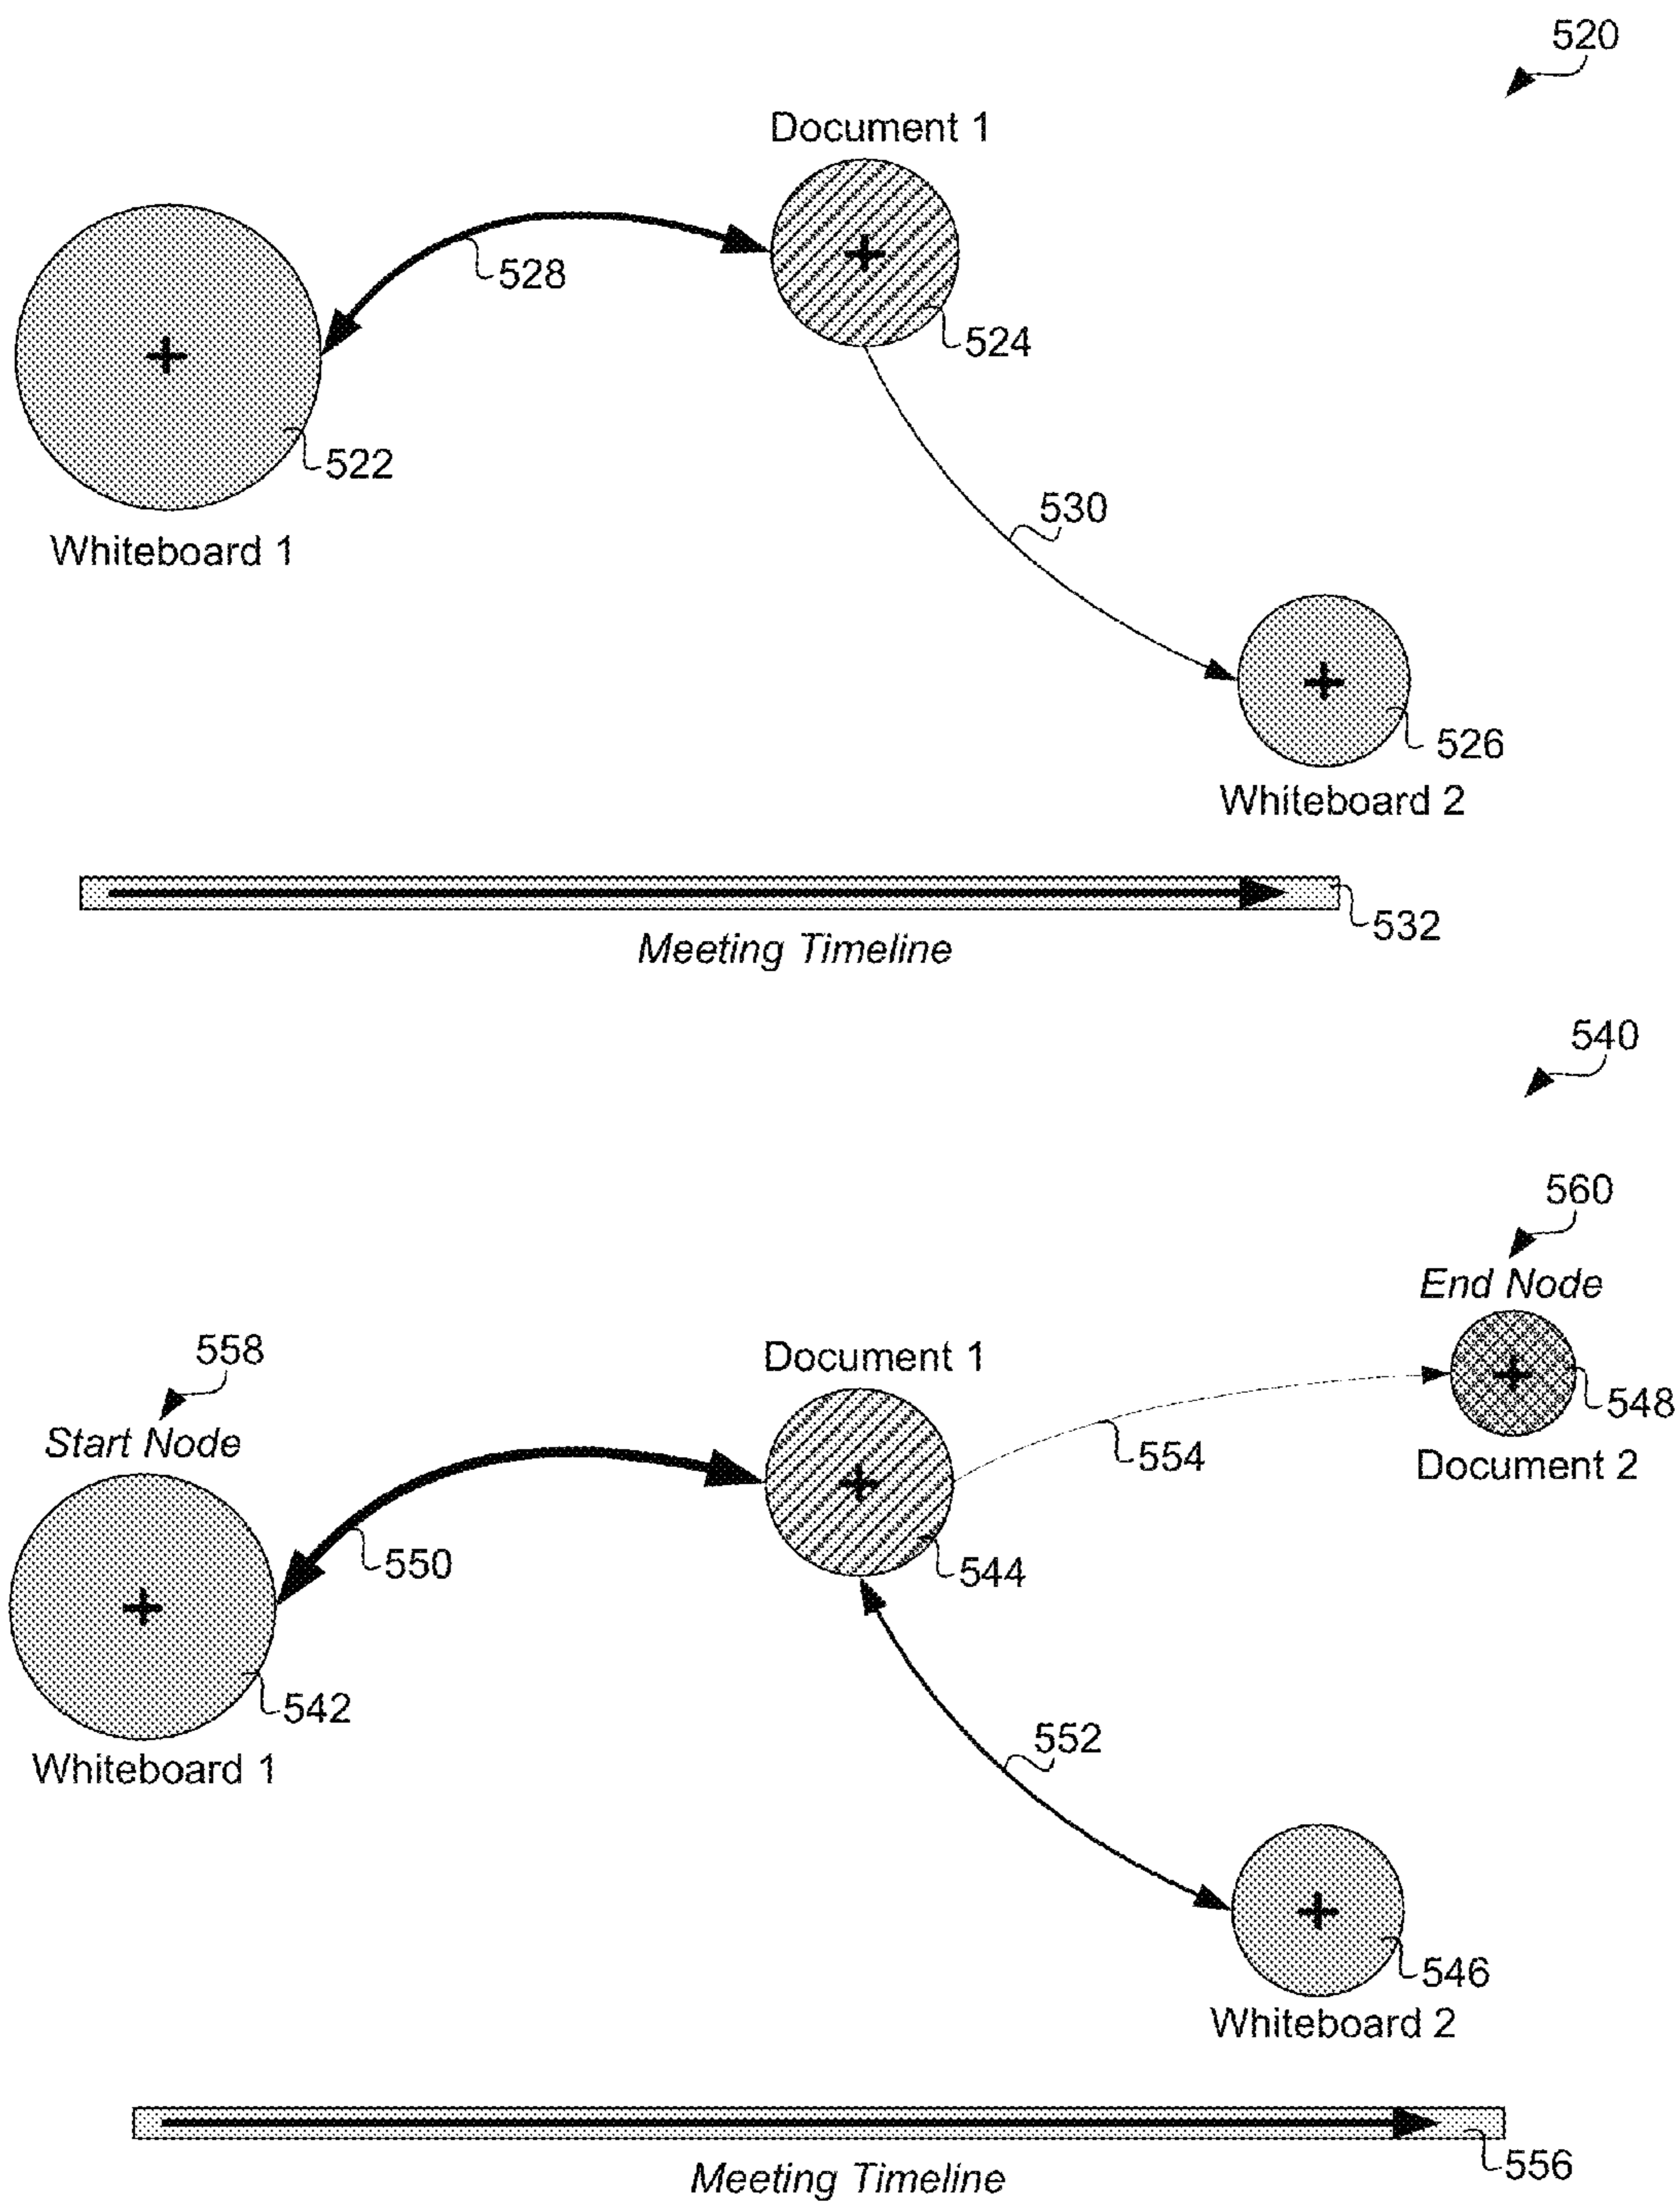 520
Document 1
528
524
522
Whiteboard 1
530
526
Whiteboard 2
532
Meeting Timeline
540
560
End Node
558
Document 1
548
Start Node
554
Document 2
550
544
542
552
Whiteboard 1
546
Whiteboard 2
556
Meeting Timeline